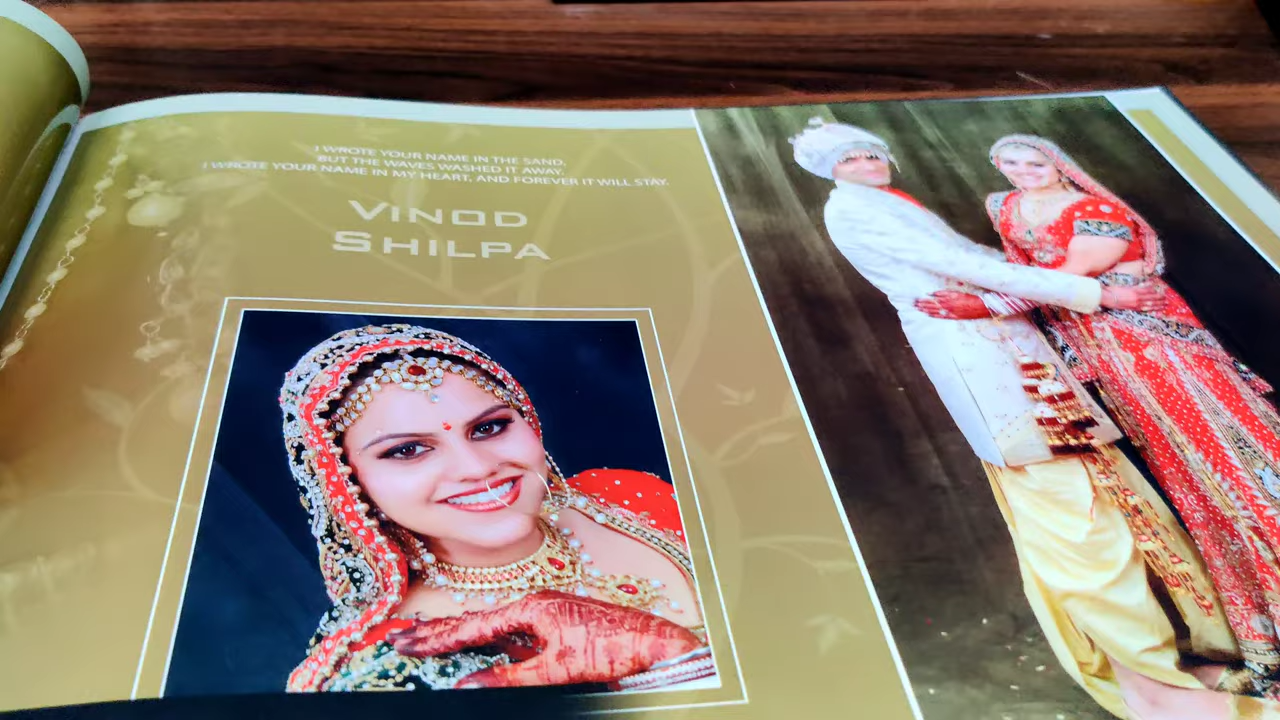 I WROTE YOUR NAME IN THE SAND,
BUT THE WAVES WASHED IT AWAY.
I WROTE YOUR NAME IN MY HEART, AND FOREVER IT WILL STAY.
VINOD
SHILPA